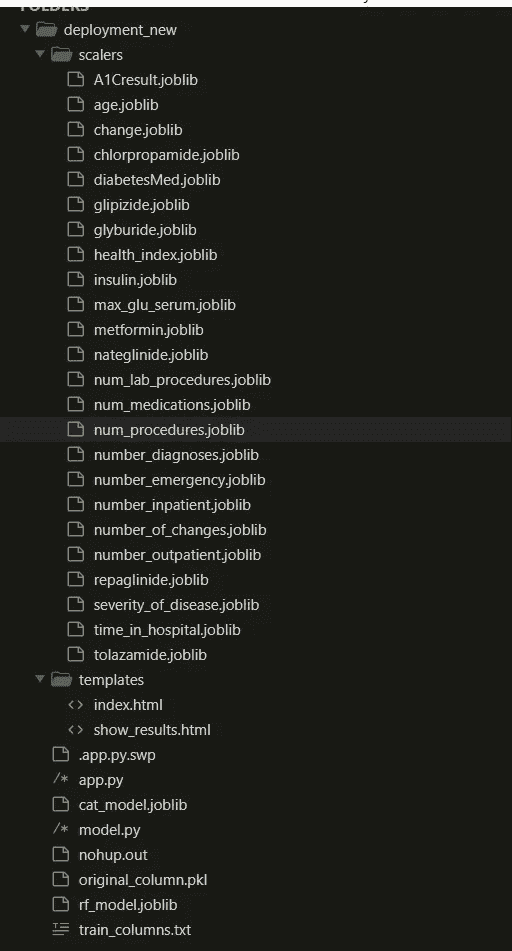 FOLDERS
deployment_new
scalers
A1Cresult.joblib
age.joblib
change.joblib
chlorpropamide.joblib
diabetesMed.joblib
glipizide.joblib
glyburide.joblib
health_index.joblib
insulin.joblib
max_glu_serum.joblib
metformin.joblib
nateglinide.joblib
num_lab_procedures.joblib
num_medications.joblib
num_procedures.joblib
number_diagnoses.joblib
number_emergency.joblib
number_inpatient.joblib
number_of_changes.joblib
number_outpatient.joblib
repaglinide.joblib
severity_of_disease.joblib
time_in_hospital.joblib
tolazamide.joblib
templates
<> index.html
<> show_results.html
.app.py.swp
/* app.py
cat_model.joblib
/* model.py
nohup.out
original_column.pkl
rf_model.joblib
train_columns.txt